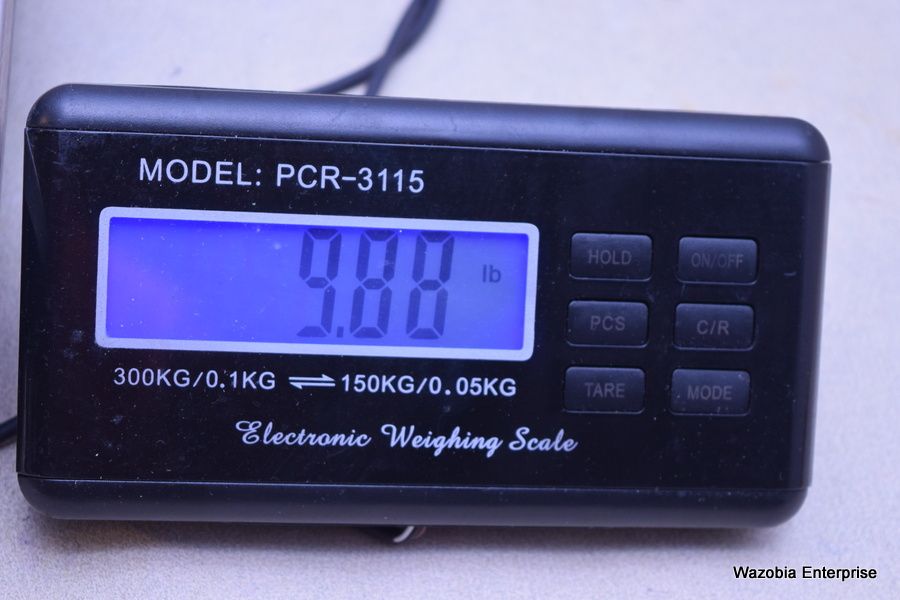 MODEL: PCR-3115
9.88 lb
HOLD ON/OFF
PCS C/R
TARE MODE
300KG/0.1KG ⇌ 150KG/0.05KG
Electronic Weighing Scale
Wazobia Enterprise